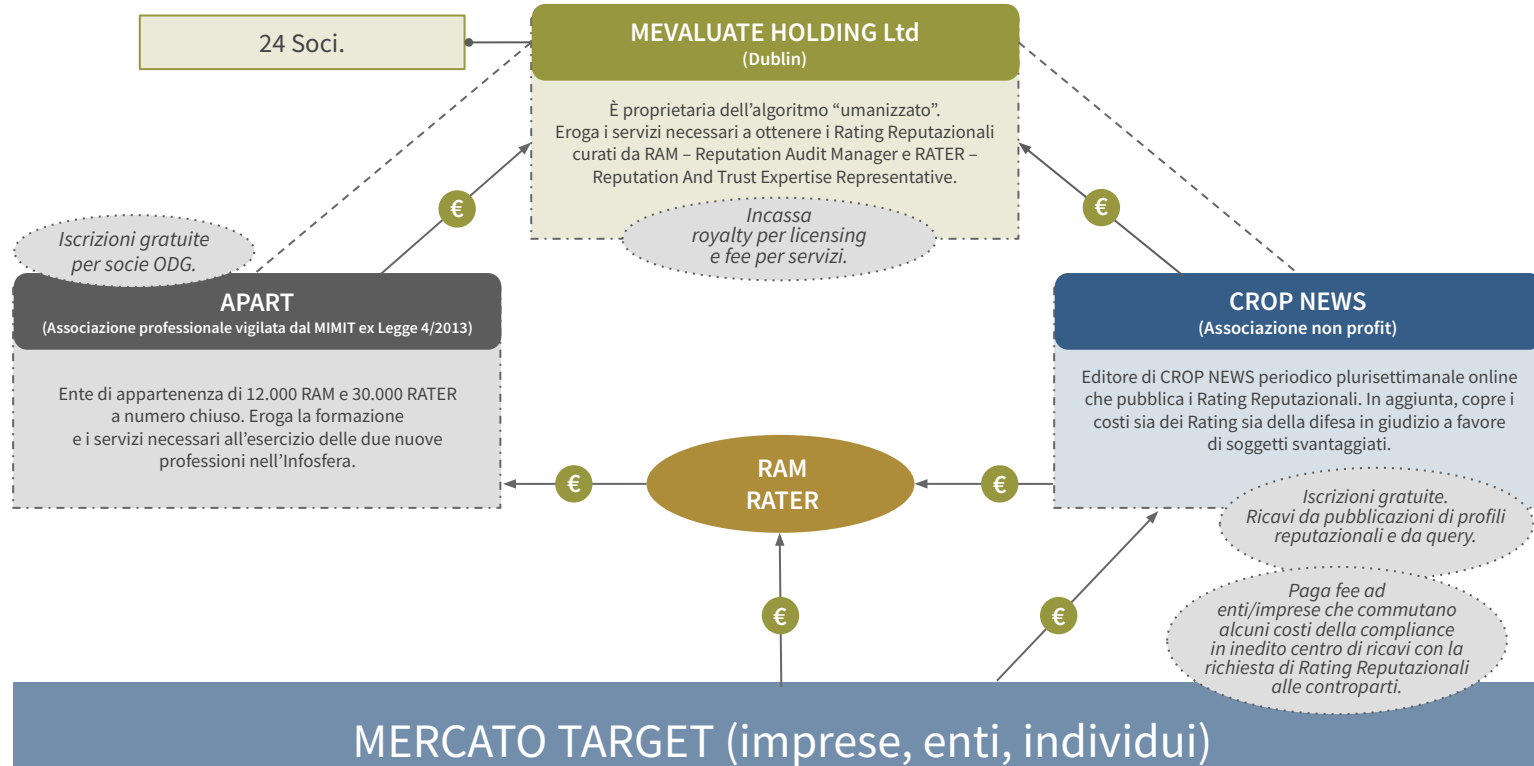 24 Soci.
MEVALUATE HOLDING Ltd
(Dublin)
È proprietaria dell'algoritmo “umanizzato”.
Eroga i servizi necessari a ottenere i Rating Reputazionali
curati da RAM – Reputation Audit Manager e RATER –
Reputation And Trust Expertise Representative.
Incassa
royalty per licensing
e fee per servizi.
€
€
Iscrizioni gratuite
per socie ODG.
APART
(Associazione professionale vigilata dal MIMIT ex Legge 4/2013)
Ente di appartenenza di 12.000 RAM e 30.000 RATER
a numero chiuso. Eroga la formazione
e i servizi necessari all'esercizio delle due nuove
professioni nell'Infosfera.
CROP NEWS
(Associazione non profit)
Editore di CROP NEWS periodico plurisettimanale online
che pubblica i Rating Reputazionali. In aggiunta, copre i
costi sia dei Rating sia della difesa in giudizio a favore
di soggetti svantaggiati.
€
RAM
RATER
€
Iscrizioni gratuite.
Ricavi da pubblicazioni di profili
reputazionali e da query.
€
€
Paga fee ad
enti/imprese che commutano
alcuni costi della compliance
in inedito centro di ricavi con la
richiesta di Rating Reputazionali
alle controparti.
MERCATO TARGET (imprese, enti, individui)